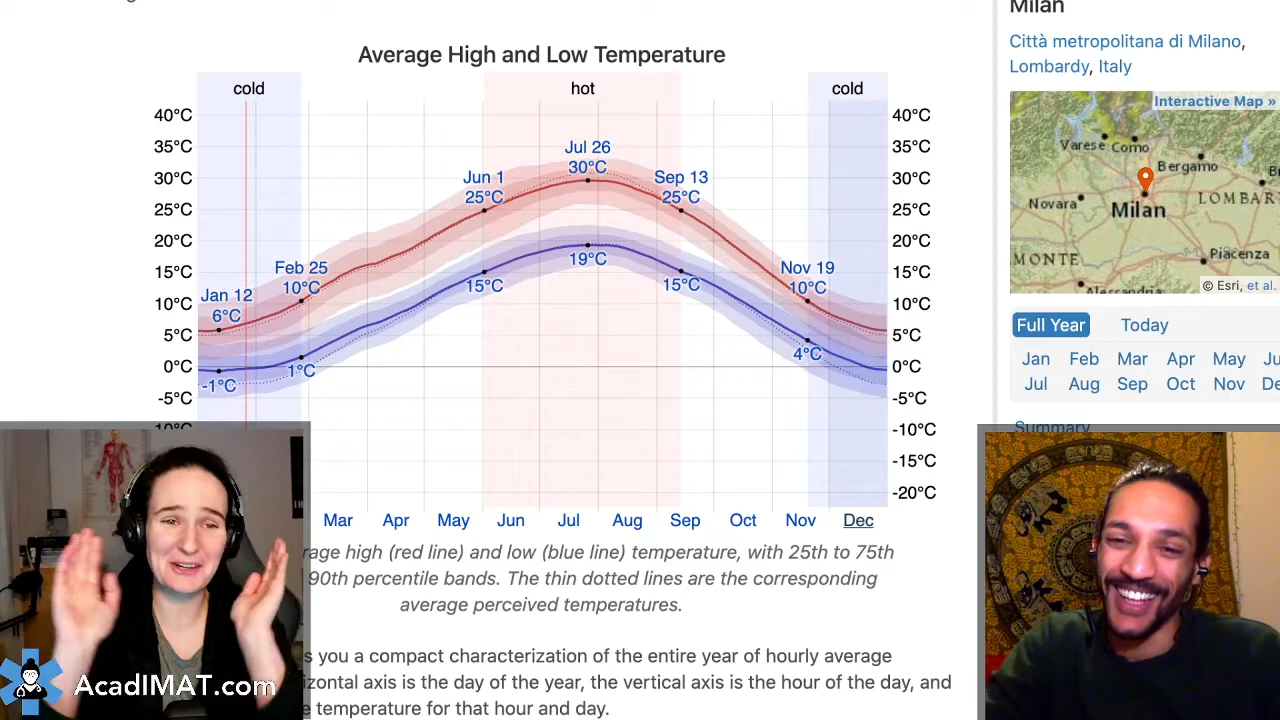 Milan
Città metropolitana di Milano,
Lombardy, Italy
Average High and Low Temperature
cold
hot
cold
40°C
40°C
35°C
35°C
30°C
30°C
25°C
25°C
20°C
20°C
15°C
15°C
10°C
10°C
5°C
5°C
0°C
0°C
-5°C
-5°C
-10°C
-15°C
-20°C
Jan 12
6°C
-1°C
Feb 25
10°C
1°C
Jun 1
25°C
15°C
Jul 26
30°C
19°C
Sep 13
25°C
15°C
Nov 19
10°C
4°C
Mar Apr May Jun Jul Aug Sep Oct Nov Dec
Interactive Map »
Varese
Como
Bergamo
Novara
Milan
LOMBAR
Piacenza
MONTE
Alessandria
© Esri, et al.
Full Year Today
Jan Feb Mar Apr May Ju
Jul Aug Sep Oct Nov De
Summary
rage high (red line) and low (blue line) temperature, with 25th to 75th
90th percentile bands. The thin dotted lines are the corresponding
average perceived temperatures.
s you a compact characterization of the entire year of hourly average
izontal axis is the day of the year, the vertical axis is the hour of the day, and
temperature for that hour and day.
AcadIMAT.com